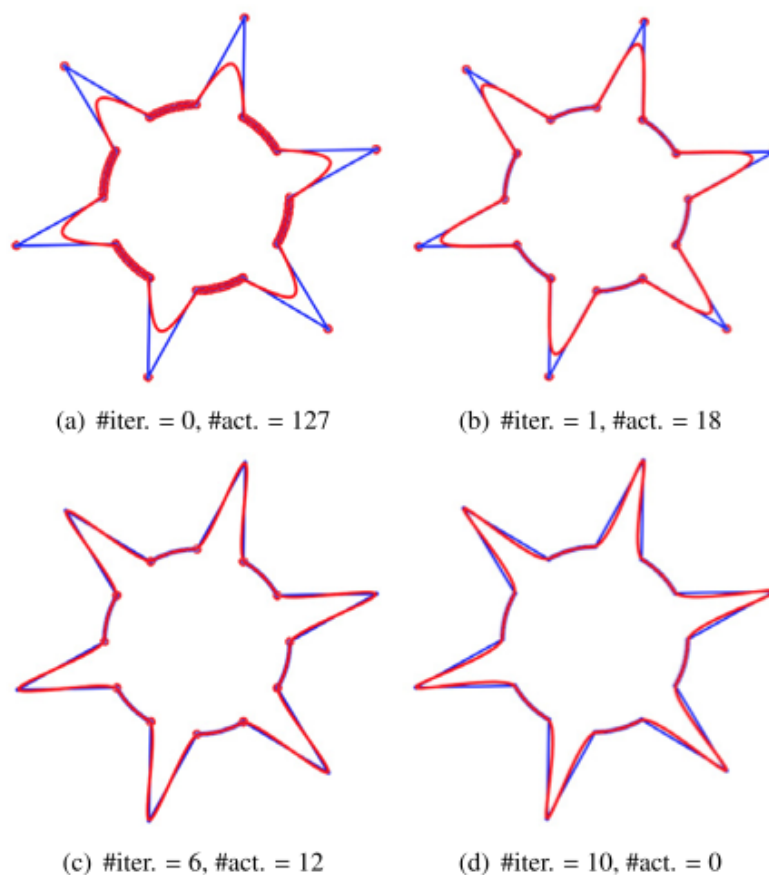 (a) #iter. = 0, #act. = 127
(b) #iter. = 1, #act. = 18
(c) #iter. = 6, #act. = 12
(d) #iter. = 10, #act. = 0